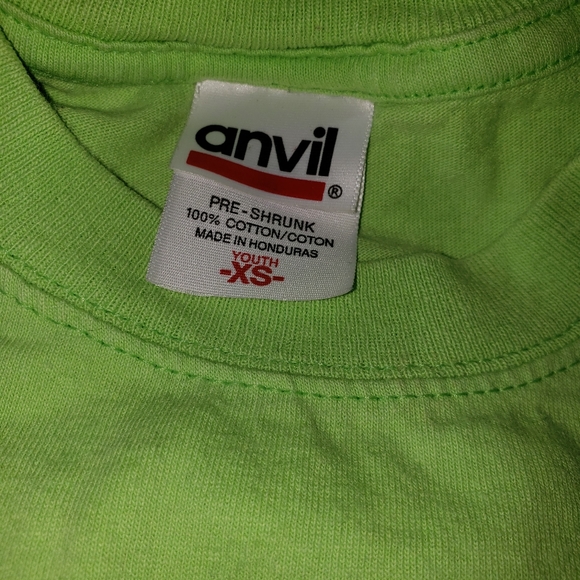 anvil
®
PRE-SHRUNK
100% COTTON/COTON
MADE IN HONDURAS
YOUTH
-XS-